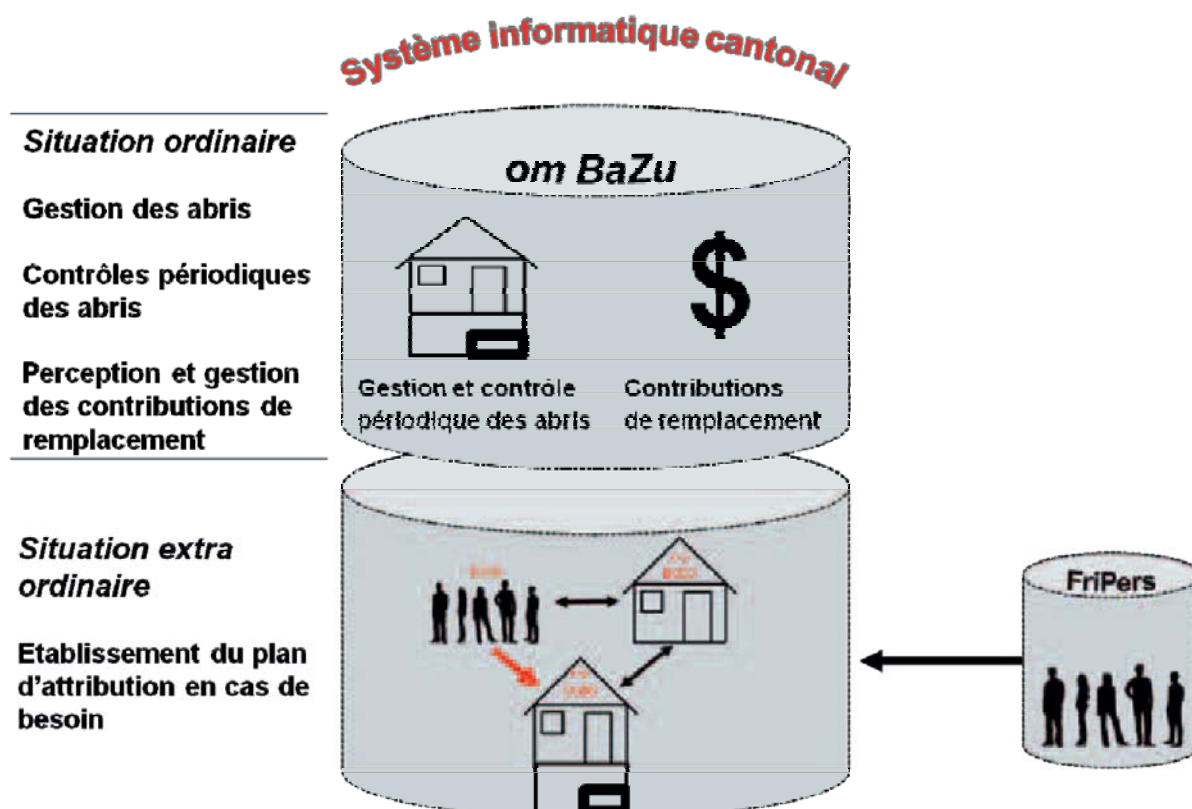 Système informatique cantonal
Situation ordinaire
Gestion des abris
Contrôles périodiques
des abris
Perception et gestion
des contributions de
remplacement
om BaZu
$
Gestion et contrôle
périodique des abris
Contributions
de remplacement
Situation extra
ordinaire
Etablissement du plan
d'attribution en cas de
besoin
FriPers